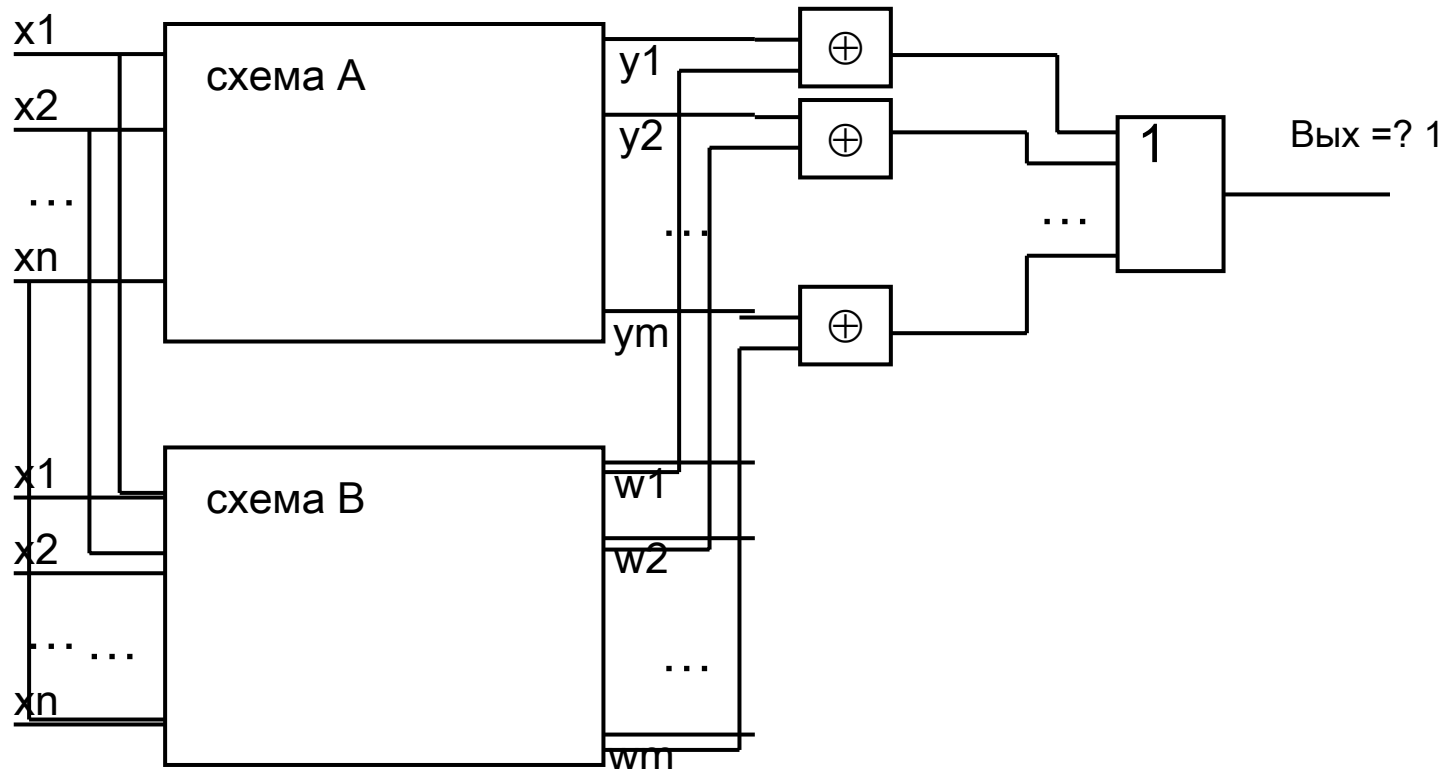 x1
схема А
y1
⊕
x2
y2
⊕
1
Вых =? 1
…
…
…
xn
ym
⊕
x1
схема В
w1
x2
w2
… …
…
xn
wm